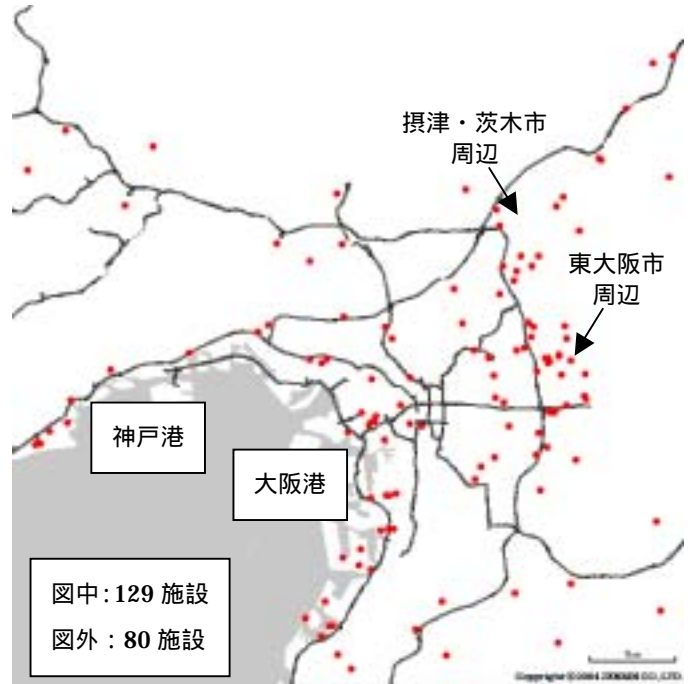 摂津・茨木市
周辺
東大阪市
周辺
神戸港
大阪港
図中:129 施設
図外：80 施設